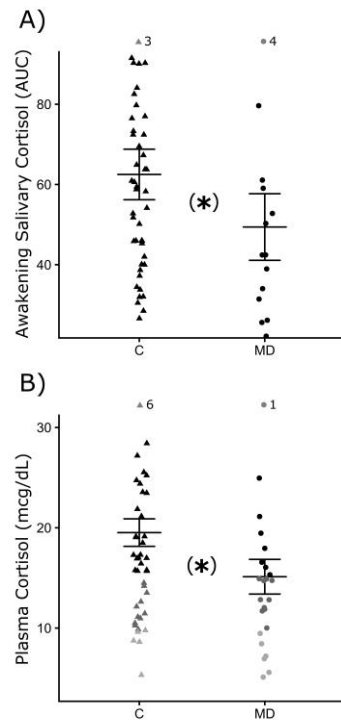 A)
3
4
Awakening Salivary Cortisol (AUC)
80
60
40
(*)
C
MD
B)
6
1
Plasma Cortisol (mcg/dL)
30
20
10
(*)
C
MD